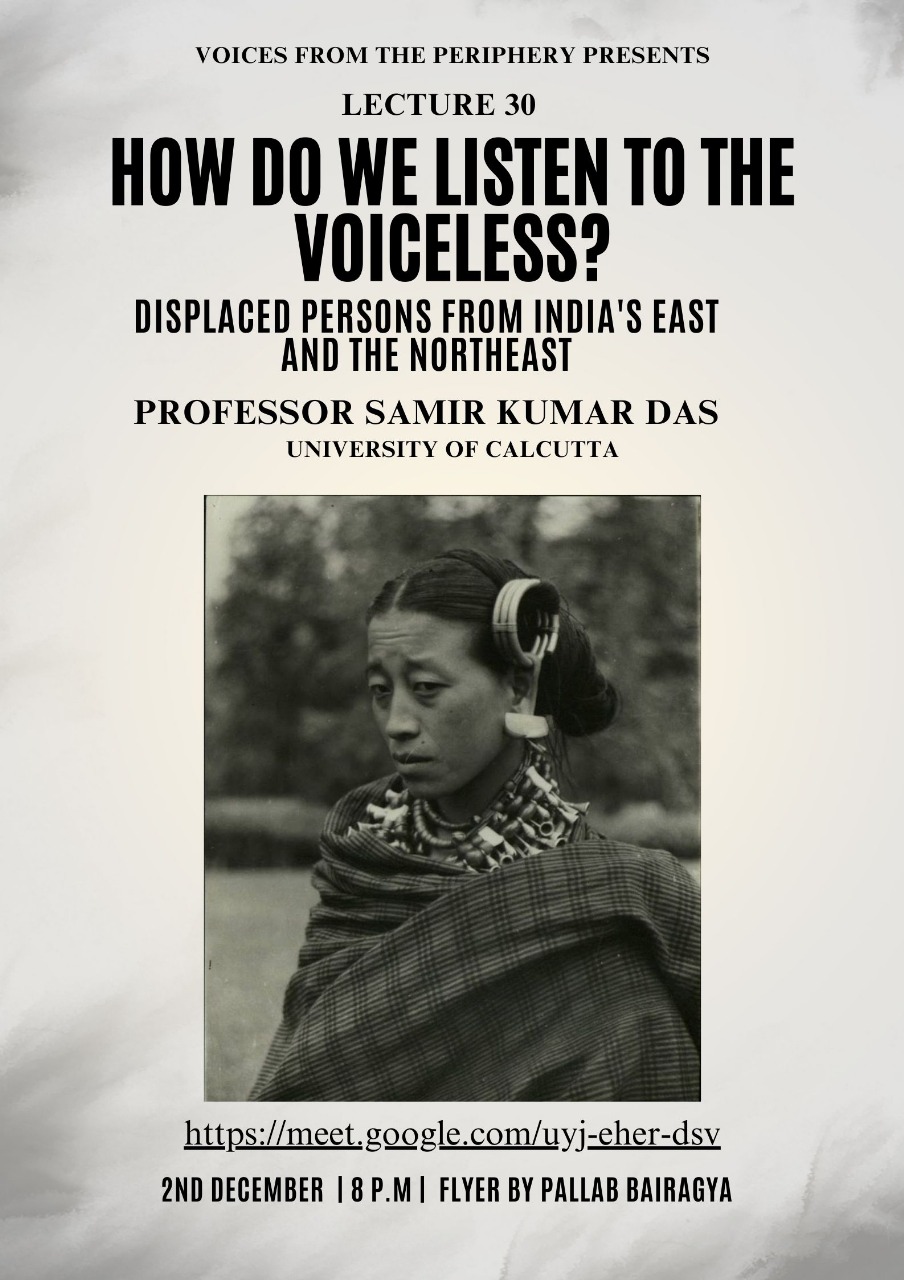 VOICES FROM THE PERIPHERY PRESENTS
LECTURE 30
HOW DO WE LISTEN TO THE
VOICELESS?
DISPLACED PERSONS FROM INDIA'S EAST
AND THE NORTHEAST
PROFESSOR SAMIR KUMAR DAS
UNIVERSITY OF CALCUTTA
https://meet.google.com/uyj-eher-dsv
2ND DECEMBER | 8 P.M | FLYER BY PALLAB BAIRAGYA